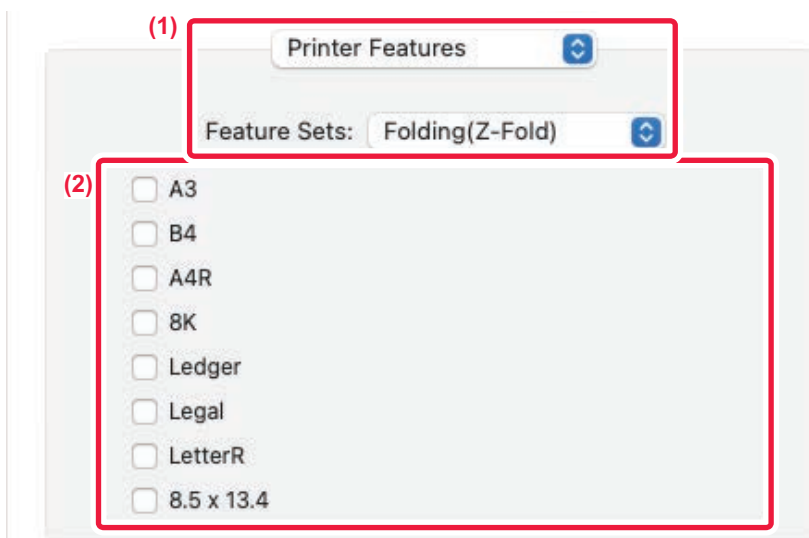 (1)
Printer Features
Feature Sets: Folding(Z-Fold)
(2)
A3
B4
A4R
8K
Ledger
Legal
LetterR
8.5 x 13.4